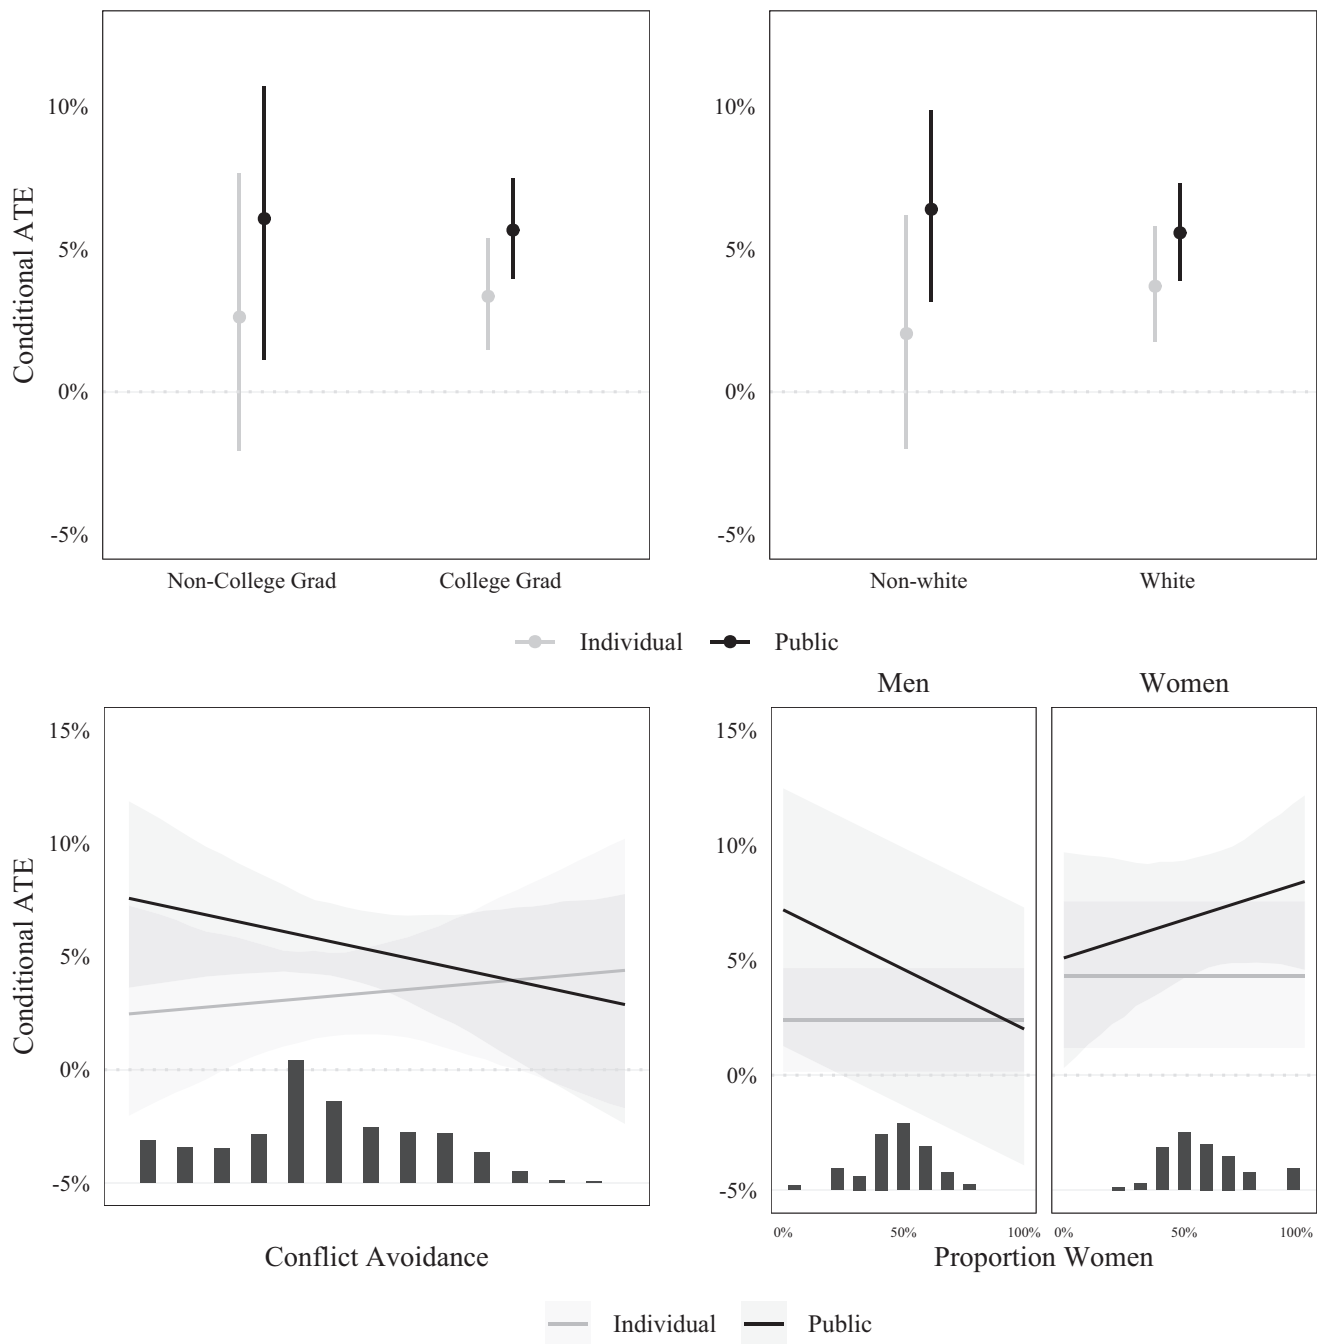 Conditional ATE
10%
5%
0%
-5%
Non-College Grad College Grad
10%
5%
0%
-5%
Non-white White
Individual Public
Conditional ATE
15%
10%
5%
0%
-5%
Conflict Avoidance
Men Women
15%
10%
5%
0%
-5%
0% 50% 100% 0% 50% 100%
Proportion Women
Individual Public